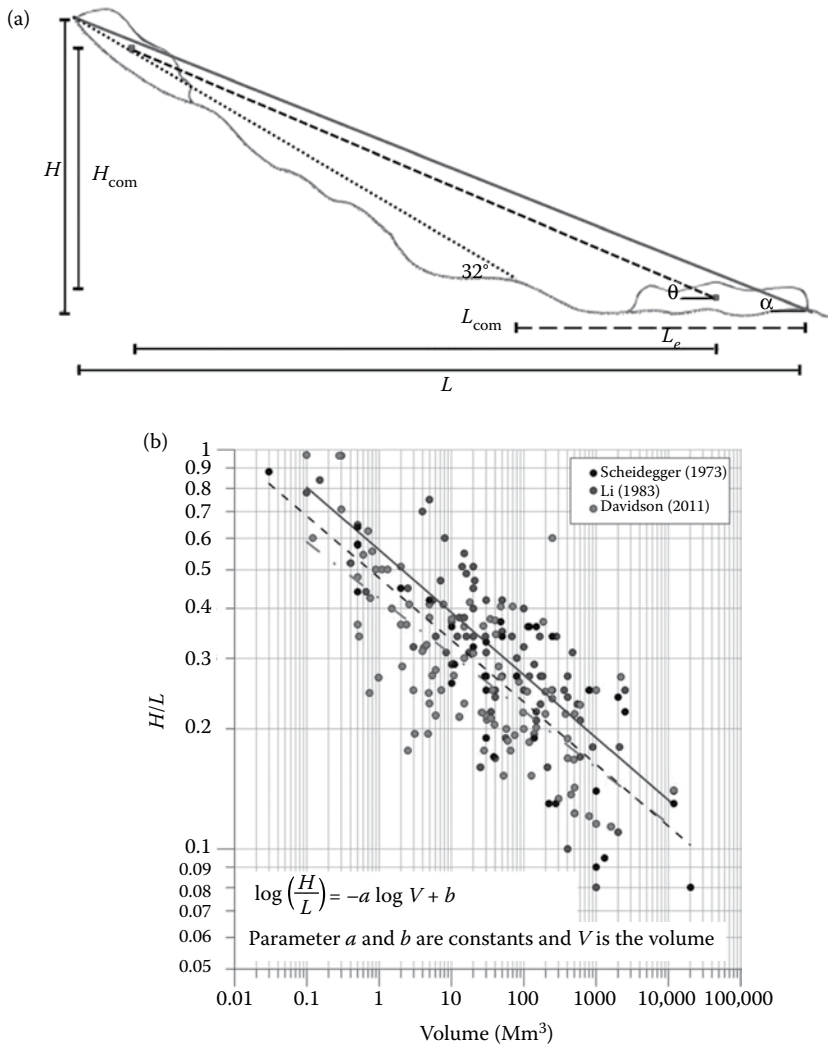 (a)
H
H_com
32°
θ
α
L_com
L_e
L
(b)
1
0.9
0.8
0.7
0.6
0.5
0.4
0.3
0.2
0.1
0.09
0.08
0.07
0.06
0.05
H/L
Scheidegger (1973)
Li (1983)
Davidson (2011)
log (H/L) = −a log V + b
Parameter a and b are constants and V is the volume
0.01 0.1 1 10 100 1000 10,000 100,000
Volume (Mm³)